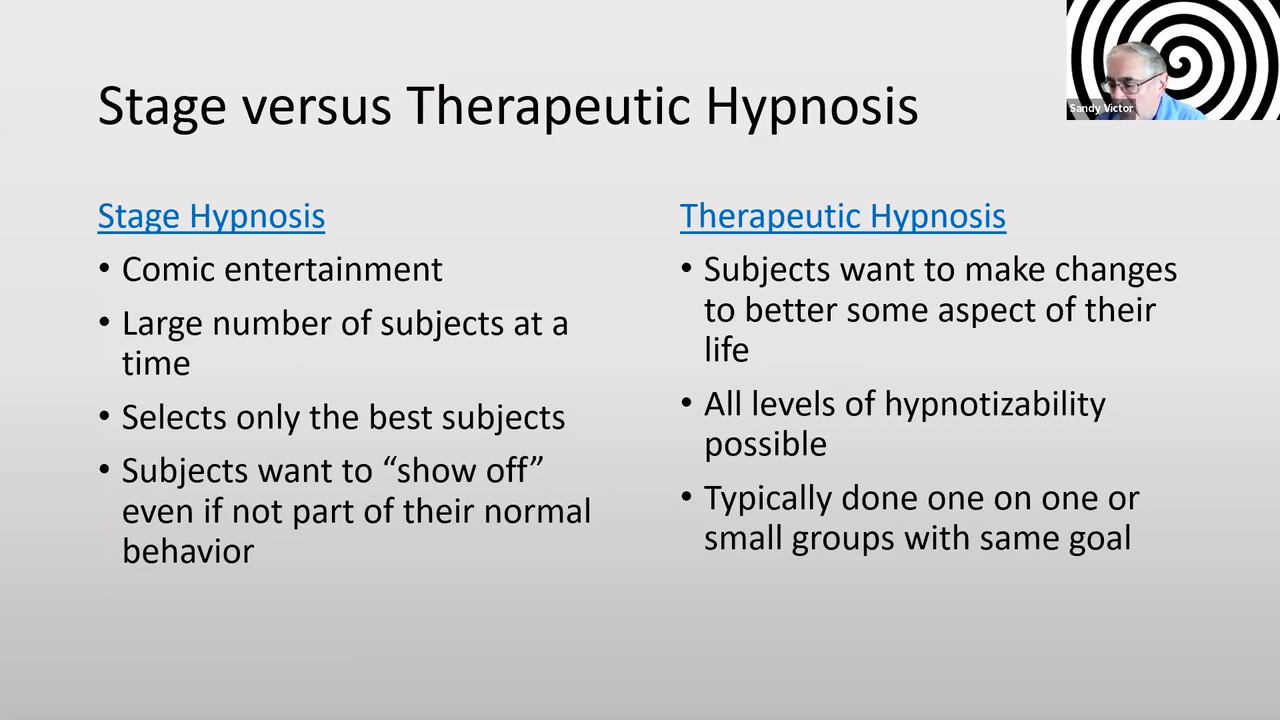 Stage versus Therapeutic Hypnosis
Sandy Victor
Stage Hypnosis
• Comic entertainment
• Large number of subjects at a
time
• Selects only the best subjects
• Subjects want to “show off”
even if not part of their normal
behavior
Therapeutic Hypnosis
• Subjects want to make changes
to better some aspect of their
life
• All levels of hypnotizability
possible
• Typically done one on one or
small groups with same goal